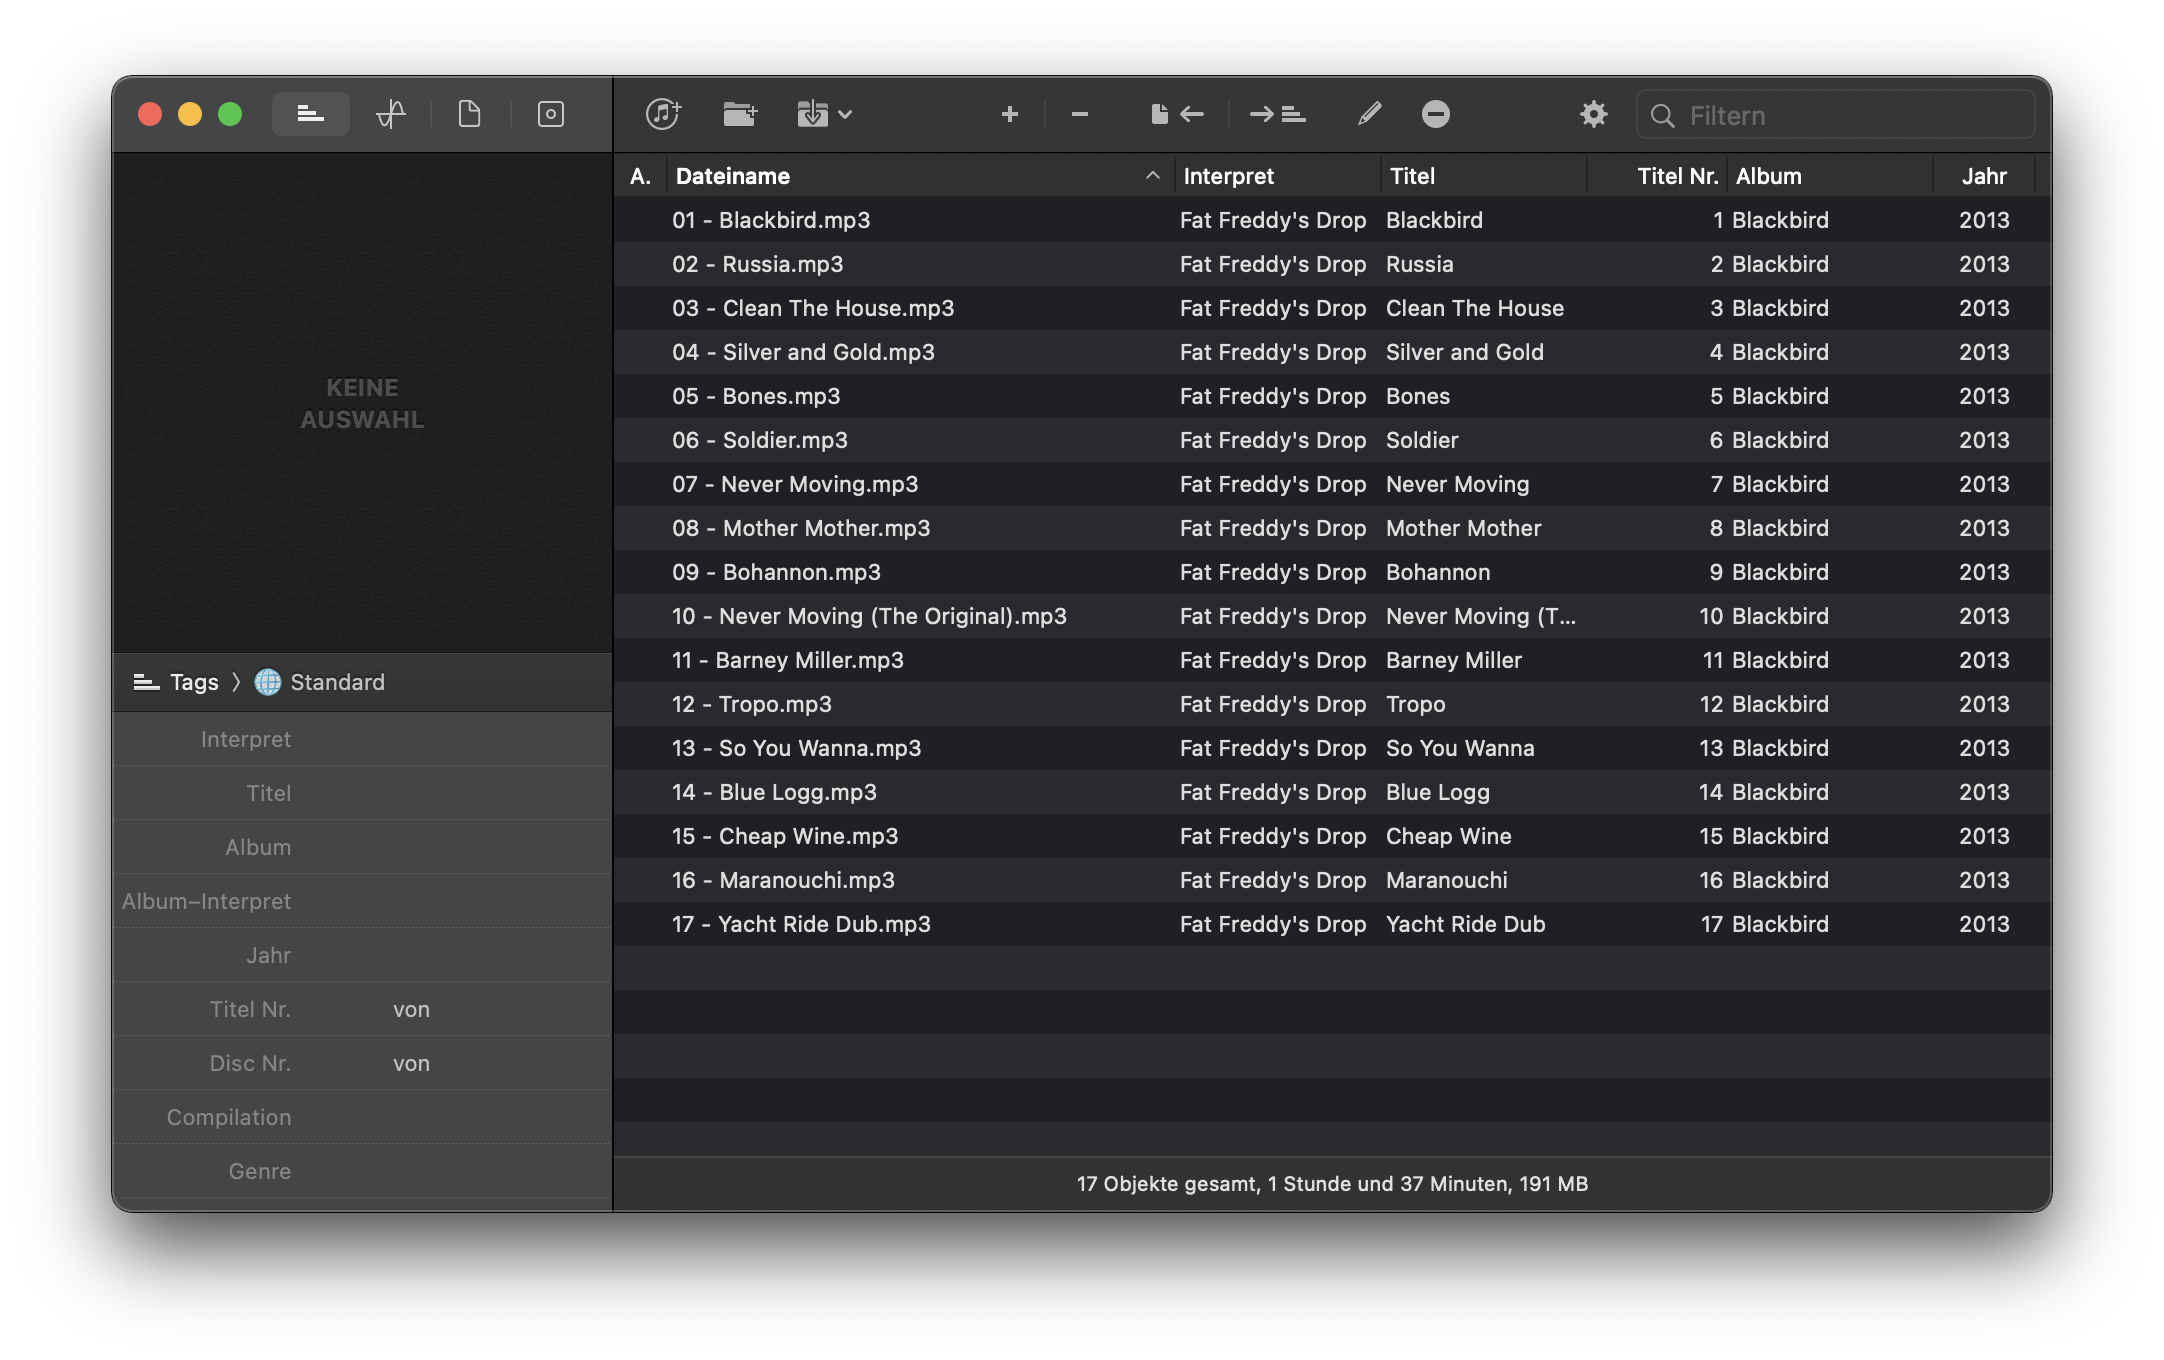 Filtern
A. Dateiname Interpret Titel Titel Nr. Album Jahr
01 - Blackbird.mp3 Fat Freddy's Drop Blackbird 1 Blackbird 2013
02 - Russia.mp3 Fat Freddy's Drop Russia 2 Blackbird 2013
03 - Clean The House.mp3 Fat Freddy's Drop Clean The House 3 Blackbird 2013
04 - Silver and Gold.mp3 Fat Freddy's Drop Silver and Gold 4 Blackbird 2013
05 - Bones.mp3 Fat Freddy's Drop Bones 5 Blackbird 2013
06 - Soldier.mp3 Fat Freddy's Drop Soldier 6 Blackbird 2013
07 - Never Moving.mp3 Fat Freddy's Drop Never Moving 7 Blackbird 2013
08 - Mother Mother.mp3 Fat Freddy's Drop Mother Mother 8 Blackbird 2013
09 - Bohannon.mp3 Fat Freddy's Drop Bohannon 9 Blackbird 2013
10 - Never Moving (The Original).mp3 Fat Freddy's Drop Never Moving (T... 10 Blackbird 2013
11 - Barney Miller.mp3 Fat Freddy's Drop Barney Miller 11 Blackbird 2013
12 - Tropo.mp3 Fat Freddy's Drop Tropo 12 Blackbird 2013
13 - So You Wanna.mp3 Fat Freddy's Drop So You Wanna 13 Blackbird 2013
14 - Blue Logg.mp3 Fat Freddy's Drop Blue Logg 14 Blackbird 2013
15 - Cheap Wine.mp3 Fat Freddy's Drop Cheap Wine 15 Blackbird 2013
16 - Maranouchi.mp3 Fat Freddy's Drop Maranouchi 16 Blackbird 2013
17 - Yacht Ride Dub.mp3 Fat Freddy's Drop Yacht Ride Dub 17 Blackbird 2013
17 Objekte gesamt, 1 Stunde und 37 Minuten, 191 MB
KEINE
AUSWAHL
Tags 〉 Standard
Interpret
Titel
Album
Album–Interpret
Jahr
Titel Nr. von
Disc Nr. von
Compilation
Genre